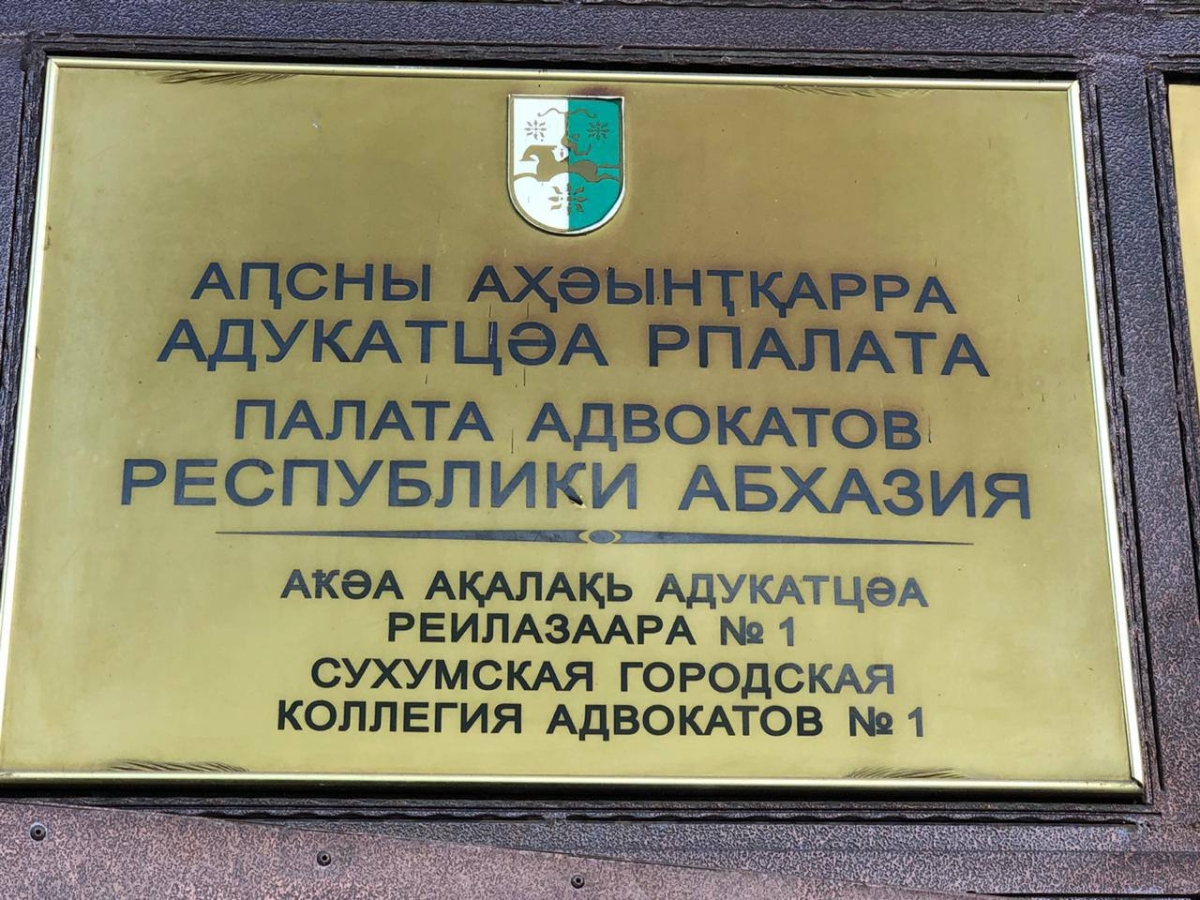 АԤСНЫ АҲӘЫНҬҚАРРА
АДУКАТЦӘА РПАЛАТА
ПАЛАТА АДВОКАТОВ
РЕСПУБЛИКИ АБХАЗИЯ
АҞӘА АҚАЛАҚЬ АДУКАТЦӘА
РЕИЛАЗААРА № 1
СУХУМСКАЯ ГОРОДСКАЯ
КОЛЛЕГИЯ АДВОКАТОВ № 1